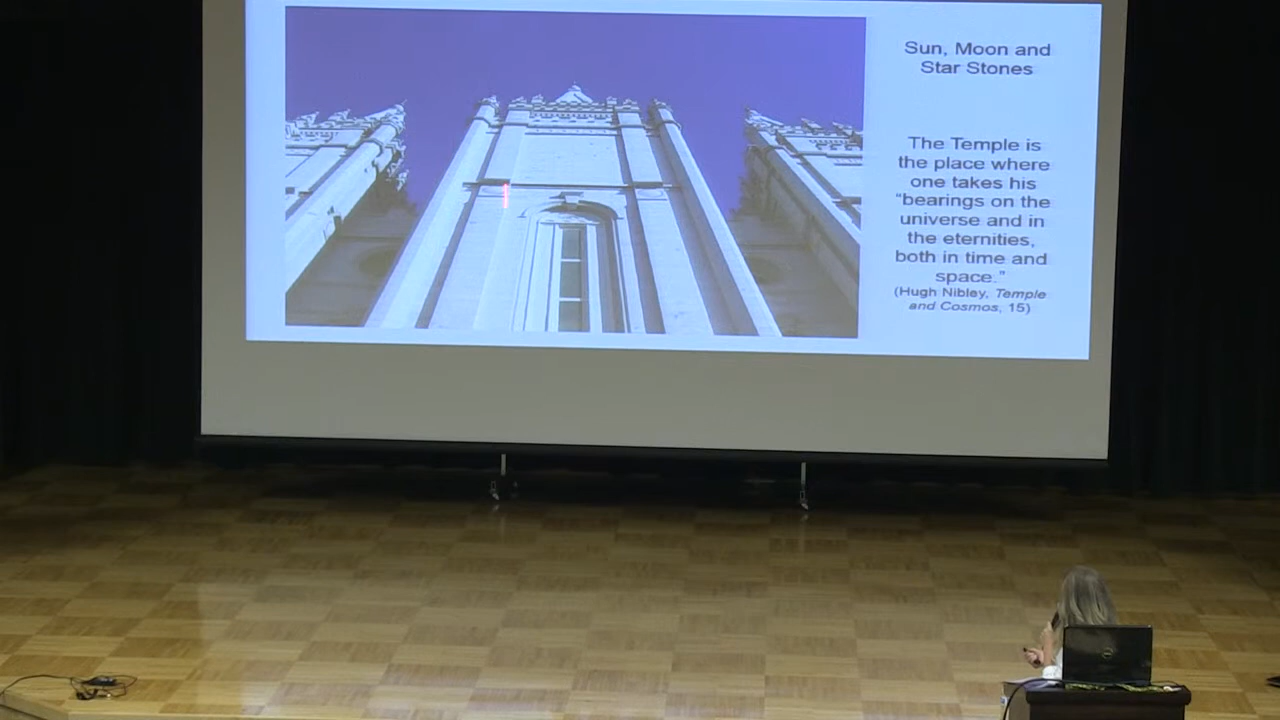 Sun, Moon and
Star Stones
The Temple is
the place where
one takes his
“bearings on the
universe and in
the eternities,
both in time and
space.”
(Hugh Nibley, Temple
and Cosmos, 15)